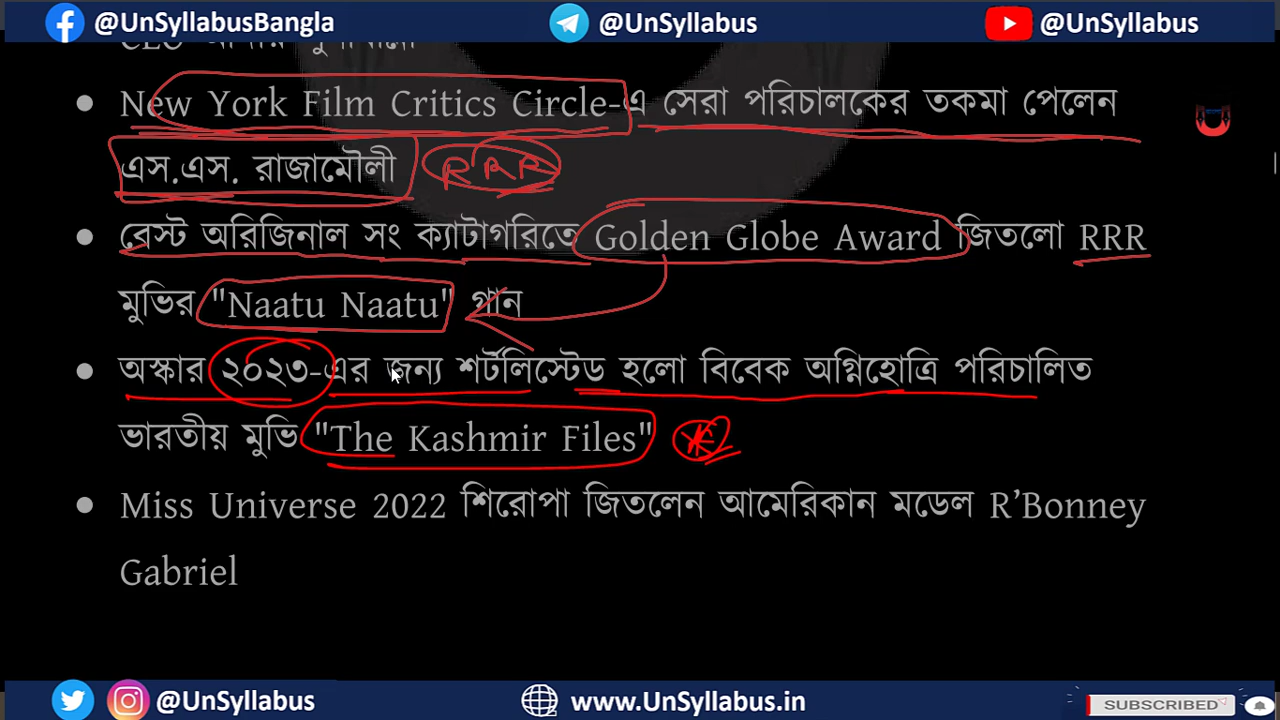 @UnSyllabusBangla @UnSyllabus @UnSyllabus
• New York Film Critics Circle-এ সেরা পরিচালকের তকমা পেলেন
এস.এস. রাজামৌলী RRR
• বেস্ট অরিজিনাল সং ক্যাটাগরিতে Golden Globe Award জিতলো RRR
মুভির "Naatu Naatu" গান
• অস্কার ২০২৩-এর জন্য শর্টলিস্টেড হলো বিবেক অগ্নিহোত্রি পরিচালিত
ভারতীয় মুভি "The Kashmir Files"
• Miss Universe 2022 শিরোপা জিতলেন আমেরিকান মডেল R’Bonney
Gabriel
@UnSyllabus www.UnSyllabus.in SUBSCRIBED